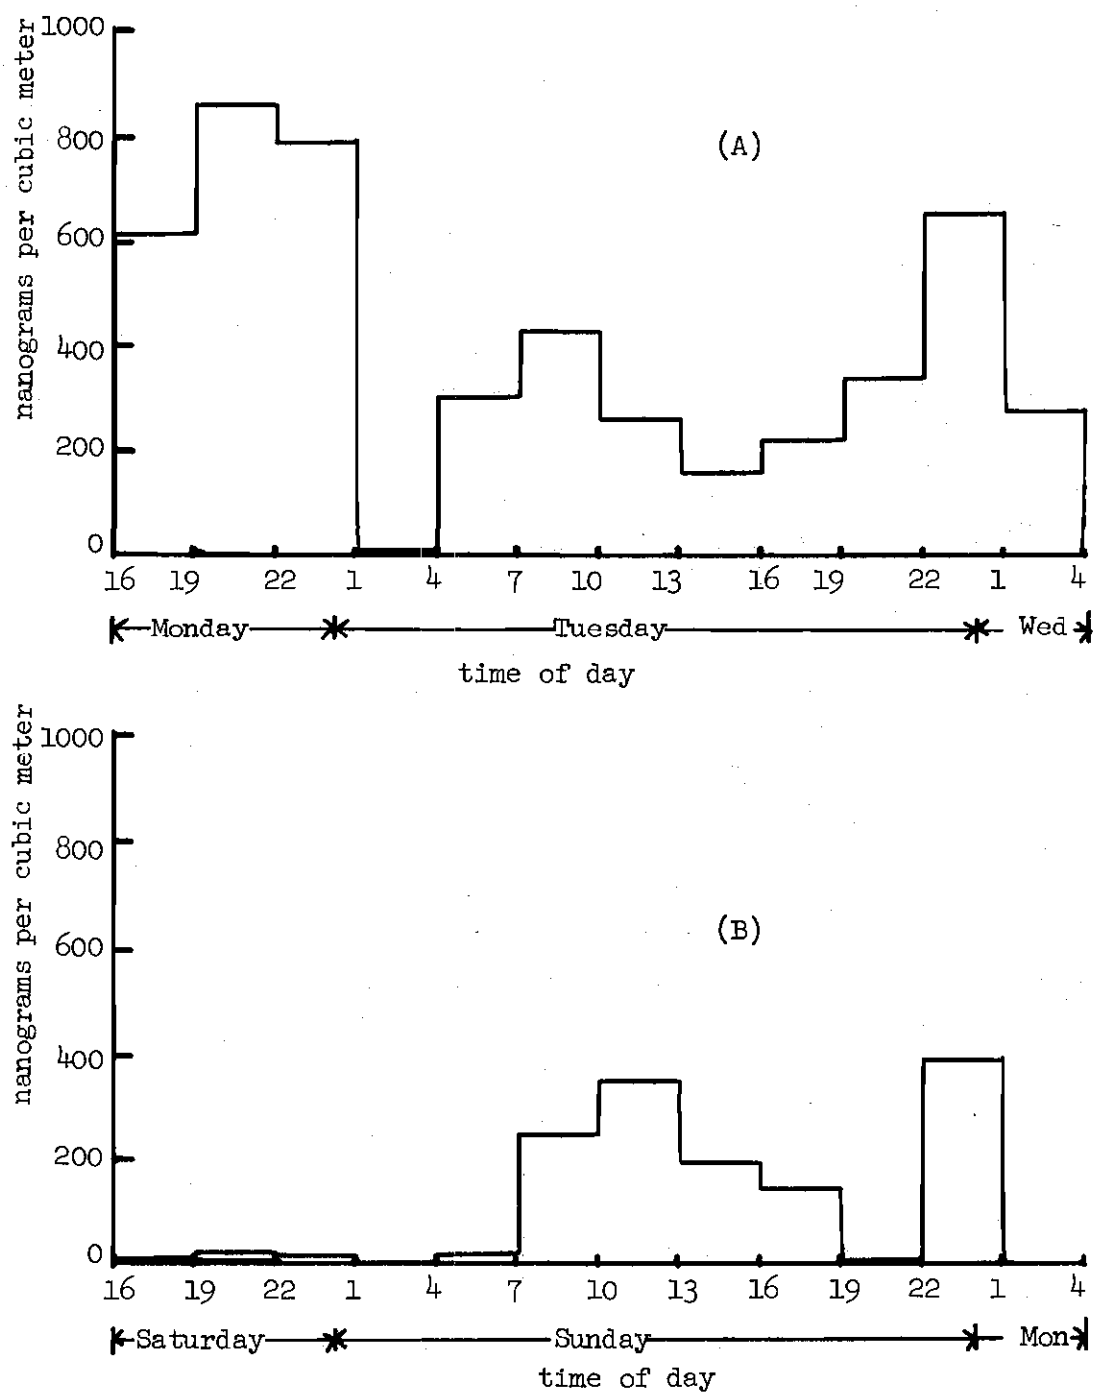 nanograms per cubic meter
1000
800
600
400
200
0
(A)
16 19 22 1 4 7 10 13 16 19 22 1 4
Monday Tuesday Wed
time of day
nanograms per cubic meter
1000
800
600
400
200
0
(B)
16 19 22 1 4 7 10 13 16 19 22 1 4
Saturday Sunday Mon
time of day